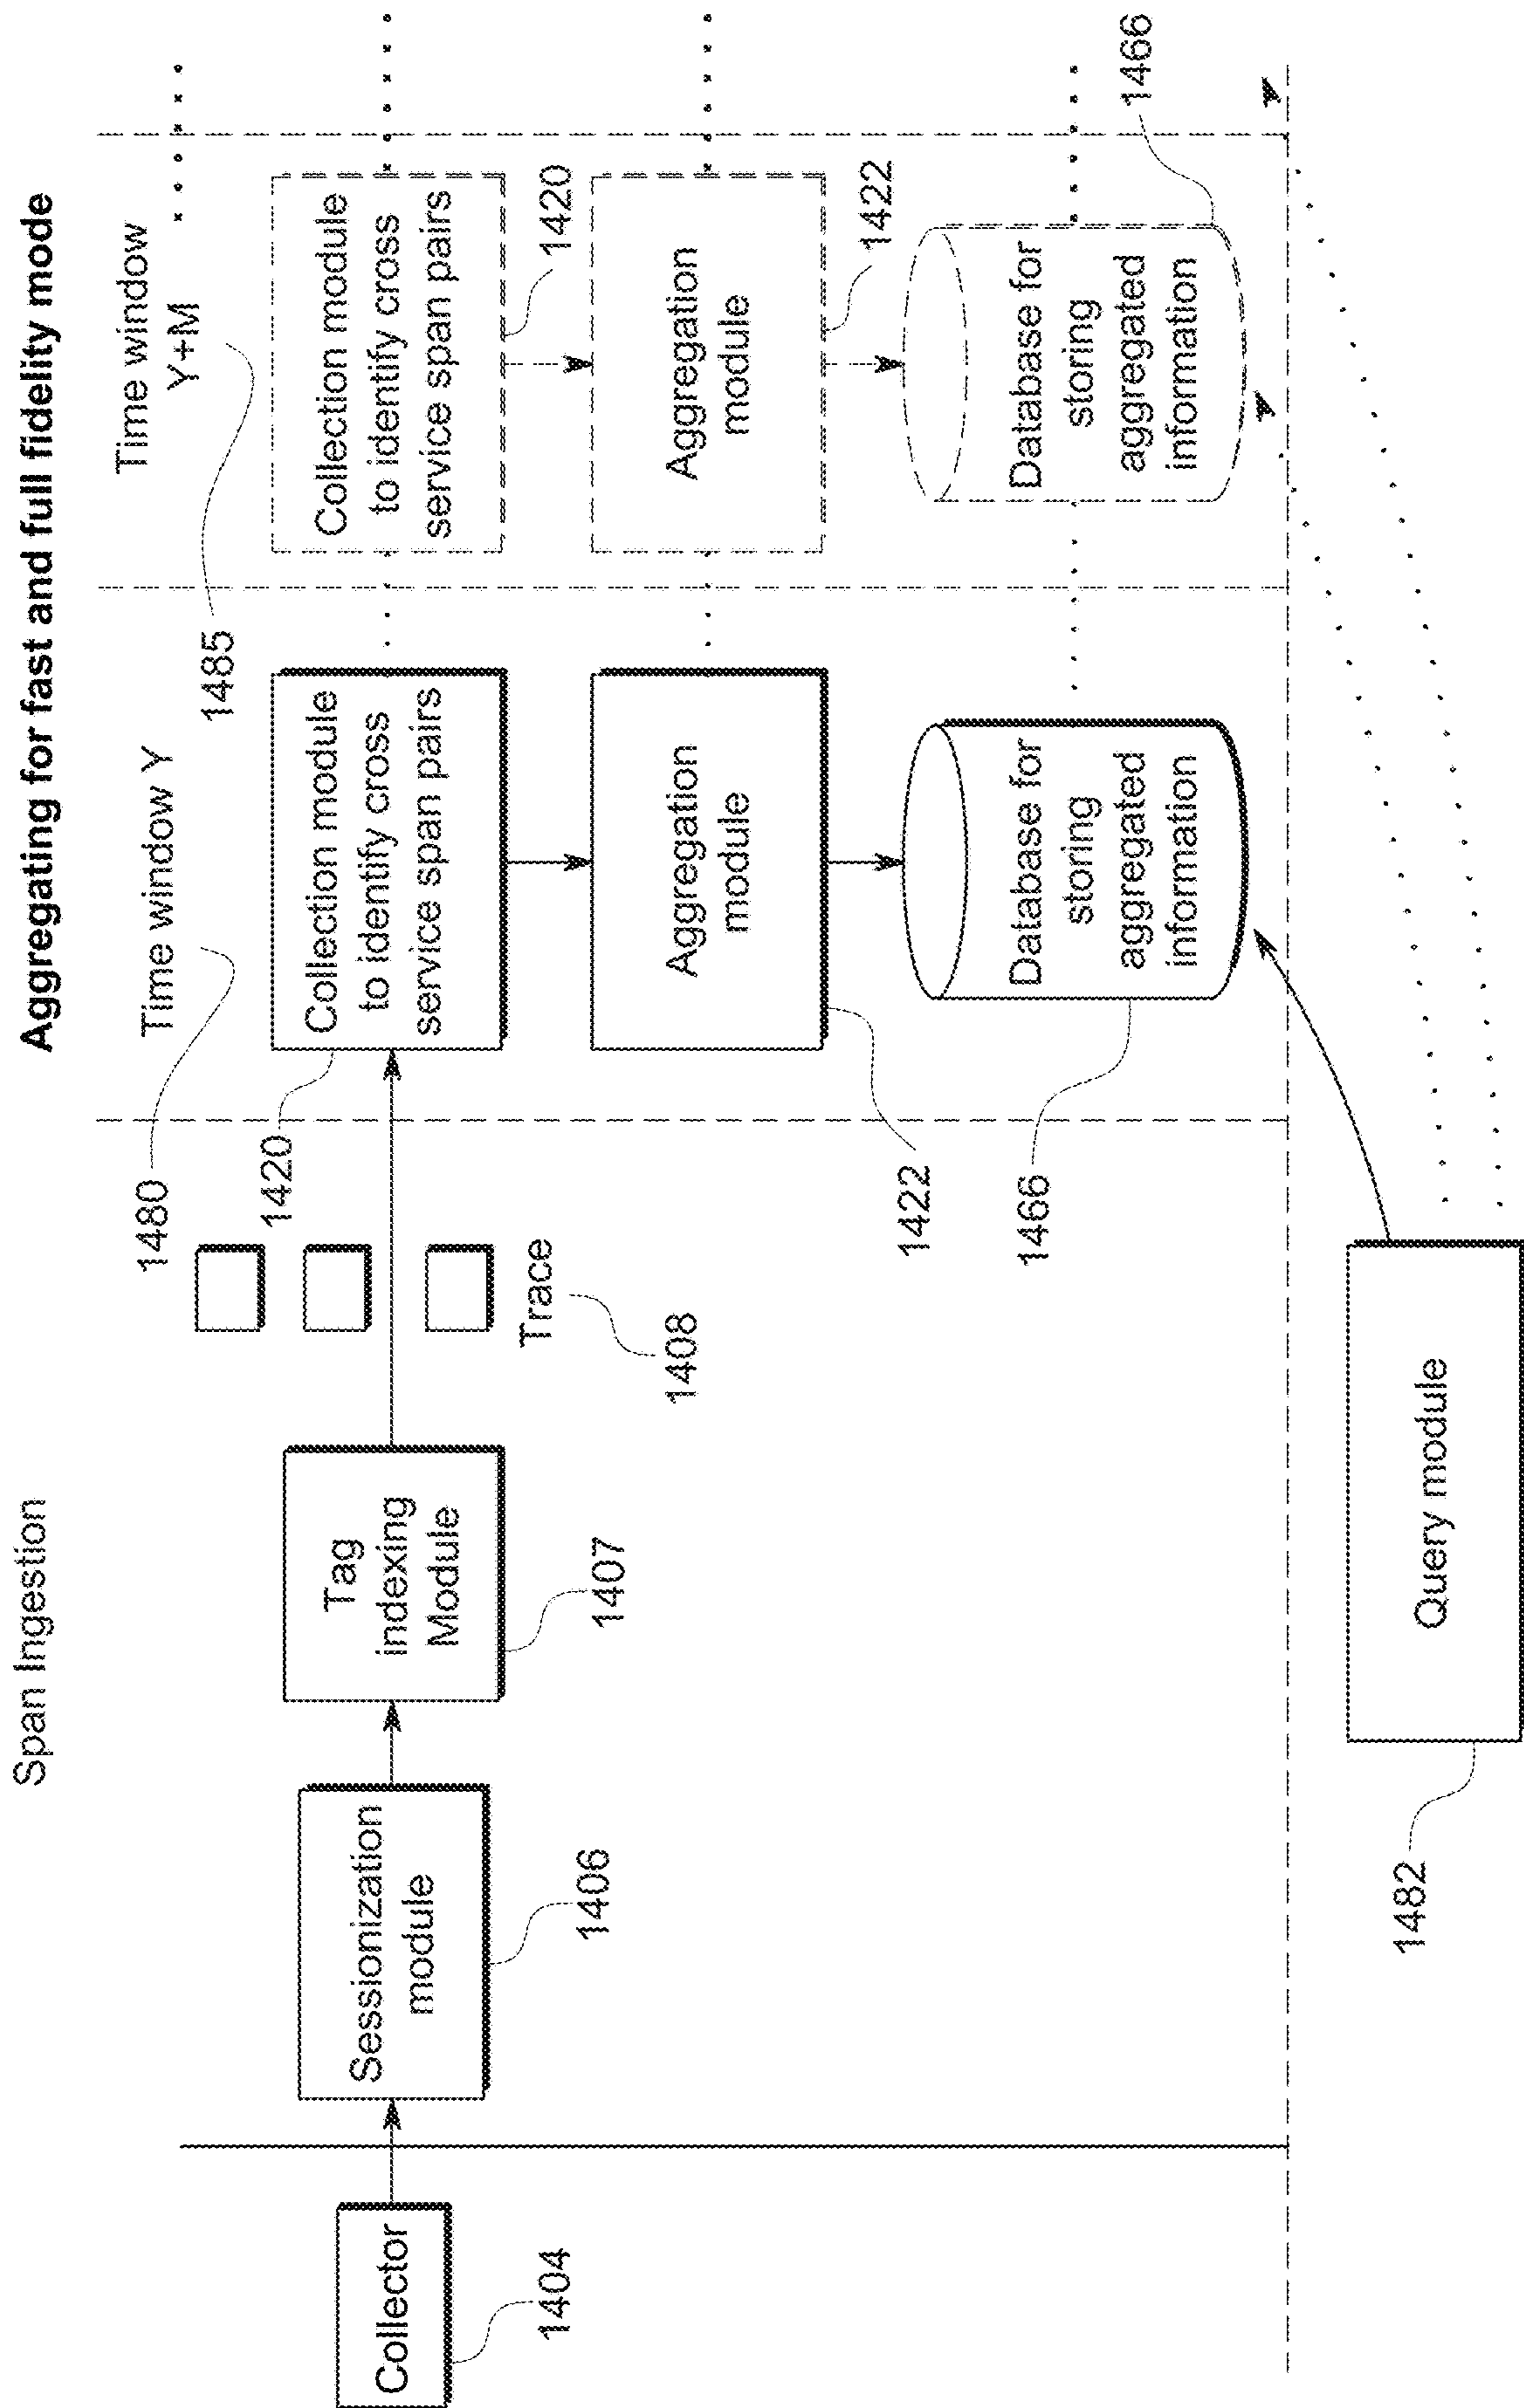 Aggregating for fast and full fidelity mode
Span Ingestion
Time window Y
Time window
Y+M
1480
1485
Collector
1404
Sessionization
module
1406
Tag
indexing
Module
1407
Trace
1408
Collection module
to identify cross
service span pairs
1420
Aggregation
module
1422
Database for
storing
aggregated
information
1466
Collection module
to identify cross
service span pairs
1420
Aggregation
module
1422
Database for
storing
aggregated
information
1466
Query module
1482